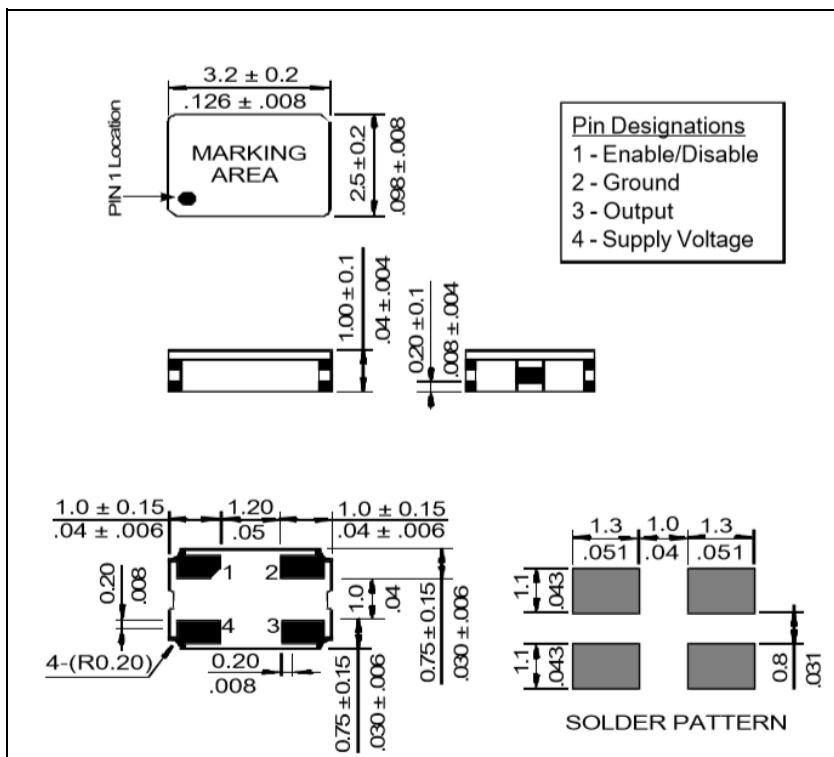 3.2 ± 0.2
.126 ± .008
PIN 1 Location
MARKING
AREA
2.5 ± 0.2
.098 ± .008
Pin Designations
1 - Enable/Disable
2 - Ground
3 - Output
4 - Supply Voltage
1.00 ± 0.1
.04 ± .004
0.20 ± 0.1
.008 ± .004
1.0 ± 0.15
.04 ± .006
1.20
.05
1.0 ± 0.15
.04 ± .006
0.20
.008
1
2
4
3
1.0
.04
0.75 ± 0.15
.030 ± .006
4-(R0.20)
0.20
.008
0.75 ± 0.15
.030 ± .006
1.3
.051
1.0
.04
1.3
.051
1.1
.043
1.1
.043
0.8
.031
SOLDER PATTERN